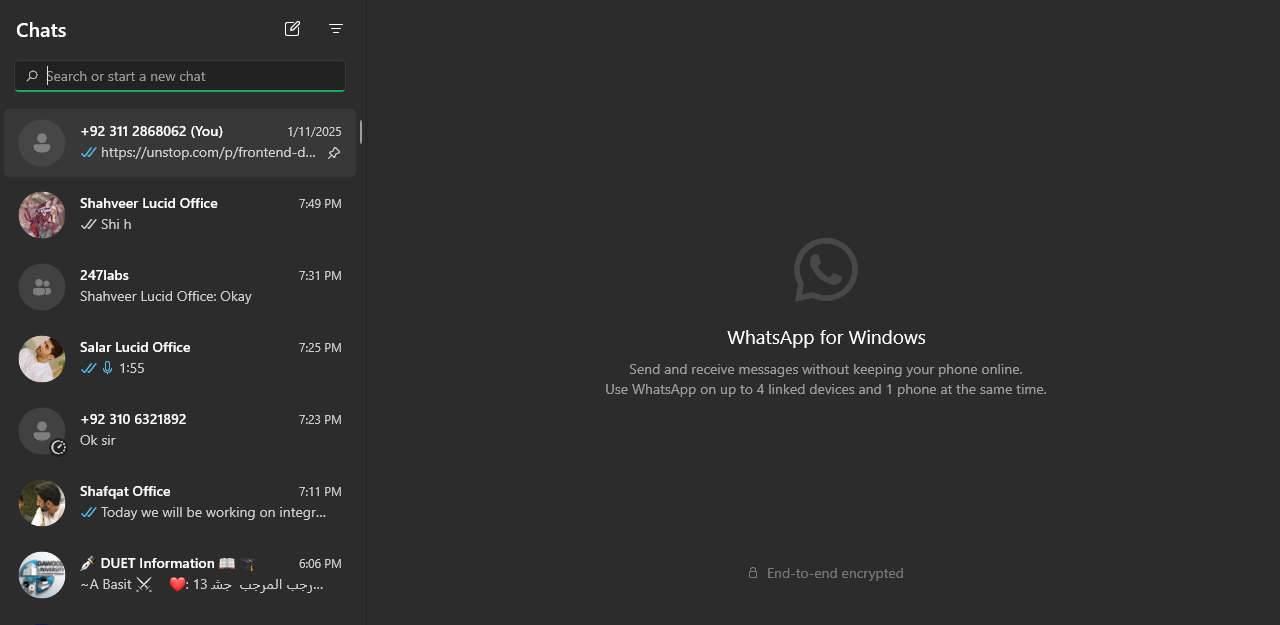 Chats
Search or start a new chat
+92 311 2868062 (You)
1/11/2025
https://unstop.com/p/frontend-d...
Shahveer Lucid Office
7:49 PM
Shi h
247labs
7:31 PM
Shahveer Lucid Office: Okay
Salar Lucid Office
7:25 PM
1:55
+92 310 6321892
7:23 PM
Ok sir
Shafqat Office
7:11 PM
Today we will be working on integr...
DUET Information
6:06 PM
~A Basit ⚔ ❤: 13 رجب المرجب جشـ...
WhatsApp for Windows
Send and receive messages without keeping your phone online.
Use WhatsApp on up to 4 linked devices and 1 phone at the same time.
End-to-end encrypted